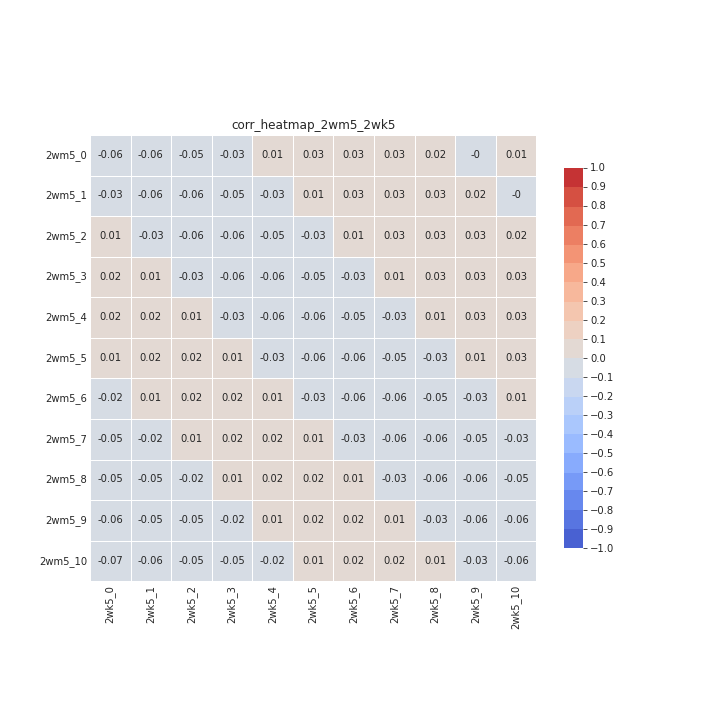 corr_heatmap_2wm5_2wk5
2wm5_0 -0.06 -0.06 -0.05 -0.03 0.01 0.03 0.03 0.03 0.02 -0 0.01
2wm5_1 -0.03 -0.06 -0.06 -0.05 -0.03 0.01 0.03 0.03 0.03 0.02 -0
2wm5_2 0.01 -0.03 -0.06 -0.06 -0.05 -0.03 0.01 0.03 0.03 0.03 0.02
2wm5_3 0.02 0.01 -0.03 -0.06 -0.06 -0.05 -0.03 0.01 0.03 0.03 0.03
2wm5_4 0.02 0.02 0.01 -0.03 -0.06 -0.06 -0.05 -0.03 0.01 0.03 0.03
2wm5_5 0.01 0.02 0.02 0.01 -0.03 -0.06 -0.06 -0.05 -0.03 0.01 0.03
2wm5_6 -0.02 0.01 0.02 0.02 0.01 -0.03 -0.06 -0.06 -0.05 -0.03 0.01
2wm5_7 -0.05 -0.02 0.01 0.02 0.02 0.01 -0.03 -0.06 -0.06 -0.05 -0.03
2wm5_8 -0.05 -0.05 -0.02 0.01 0.02 0.02 0.01 -0.03 -0.06 -0.06 -0.05
2wm5_9 -0.06 -0.05 -0.05 -0.02 0.01 0.02 0.02 0.01 -0.03 -0.06 -0.06
2wm5_10 -0.07 -0.06 -0.05 -0.05 -0.02 0.01 0.02 0.02 0.01 -0.03 -0.06
2wk5_0 2wk5_1 2wk5_2 2wk5_3 2wk5_4 2wk5_5 2wk5_6 2wk5_7 2wk5_8 2wk5_9 2wk5_10
1.0
0.9
0.8
0.7
0.6
0.5
0.4
0.3
0.2
0.1
0.0
−0.1
−0.2
−0.3
−0.4
−0.5
−0.6
−0.7
−0.8
−0.9
−1.0